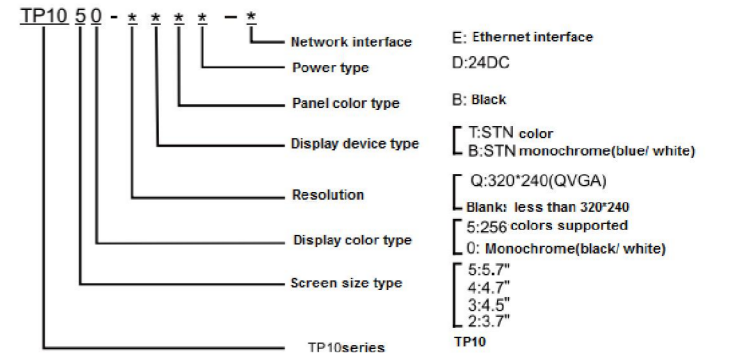 TP10 5 0 - * * * * - *
Network interface E: Ethernet interface
Power type D:24DC
Panel color type B: Black
Display device type T:STN color
B:STN monochrome(blue/ white)
Resolution Q:320*240(QVGA)
Blank: less than 320*240
Display color type 5:256 colors supported
0: Monochrome(black/ white)
Screen size type 5:5.7"
4:4.7"
3:4.5"
2:3.7"
TP10series TP10